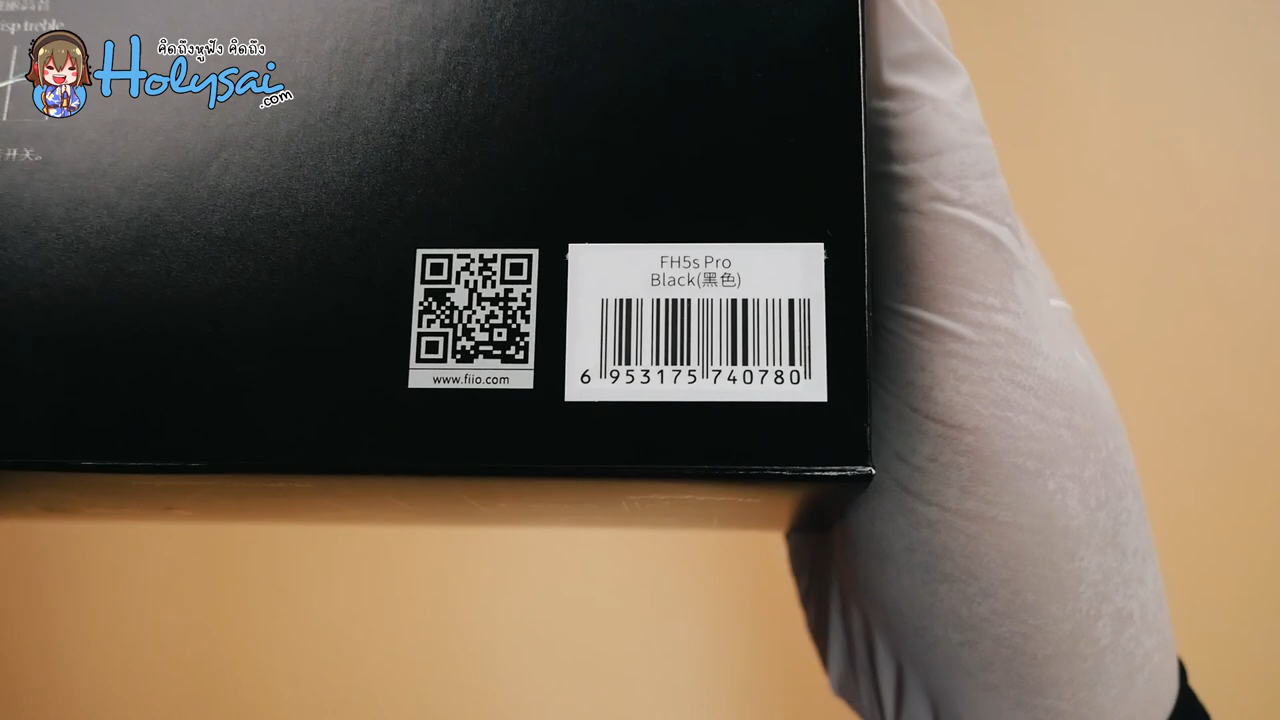 isp treble
คิดถึงหูฟัง คิดถึง
Holysai
.com
开关。
FH5s Pro
Black(黑色)
6 953175 740780
www.fiio.com